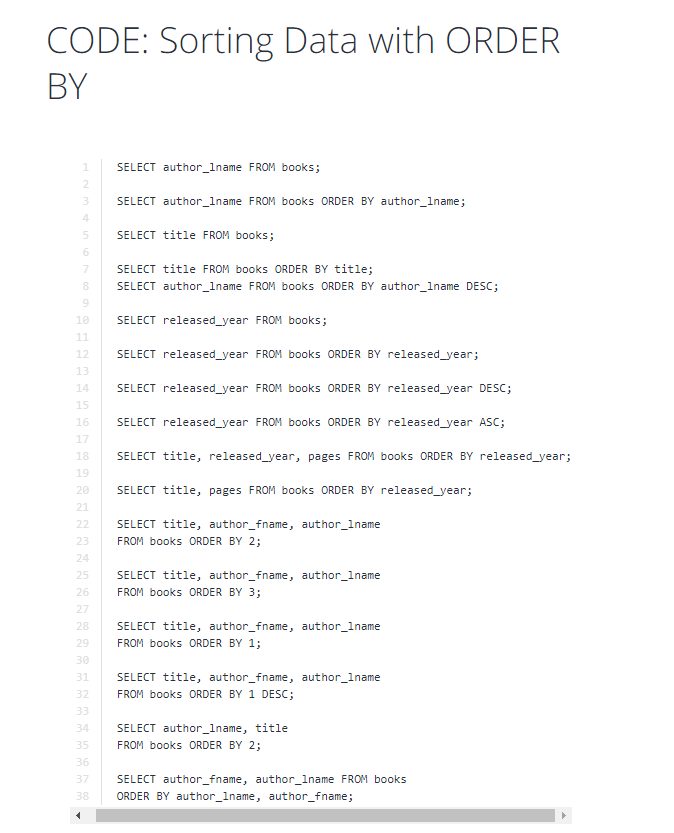 CODE: Sorting Data with ORDER
BY
1 SELECT author_lname FROM books;
2
3 SELECT author_lname FROM books ORDER BY author_lname;
4
5 SELECT title FROM books;
6
7 SELECT title FROM books ORDER BY title;
8 SELECT author_lname FROM books ORDER BY author_lname DESC;
9
10 SELECT released_year FROM books;
11
12 SELECT released_year FROM books ORDER BY released_year;
13
14 SELECT released_year FROM books ORDER BY released_year DESC;
15
16 SELECT released_year FROM books ORDER BY released_year ASC;
17
18 SELECT title, released_year, pages FROM books ORDER BY released_year;
19
20 SELECT title, pages FROM books ORDER BY released_year;
21
22 SELECT title, author_fname, author_lname
23 FROM books ORDER BY 2;
24
25 SELECT title, author_fname, author_lname
26 FROM books ORDER BY 3;
27
28 SELECT title, author_fname, author_lname
29 FROM books ORDER BY 1;
30
31 SELECT title, author_fname, author_lname
32 FROM books ORDER BY 1 DESC;
33
34 SELECT author_lname, title
35 FROM books ORDER BY 2;
36
37 SELECT author_fname, author_lname FROM books
38 ORDER BY author_lname, author_fname;